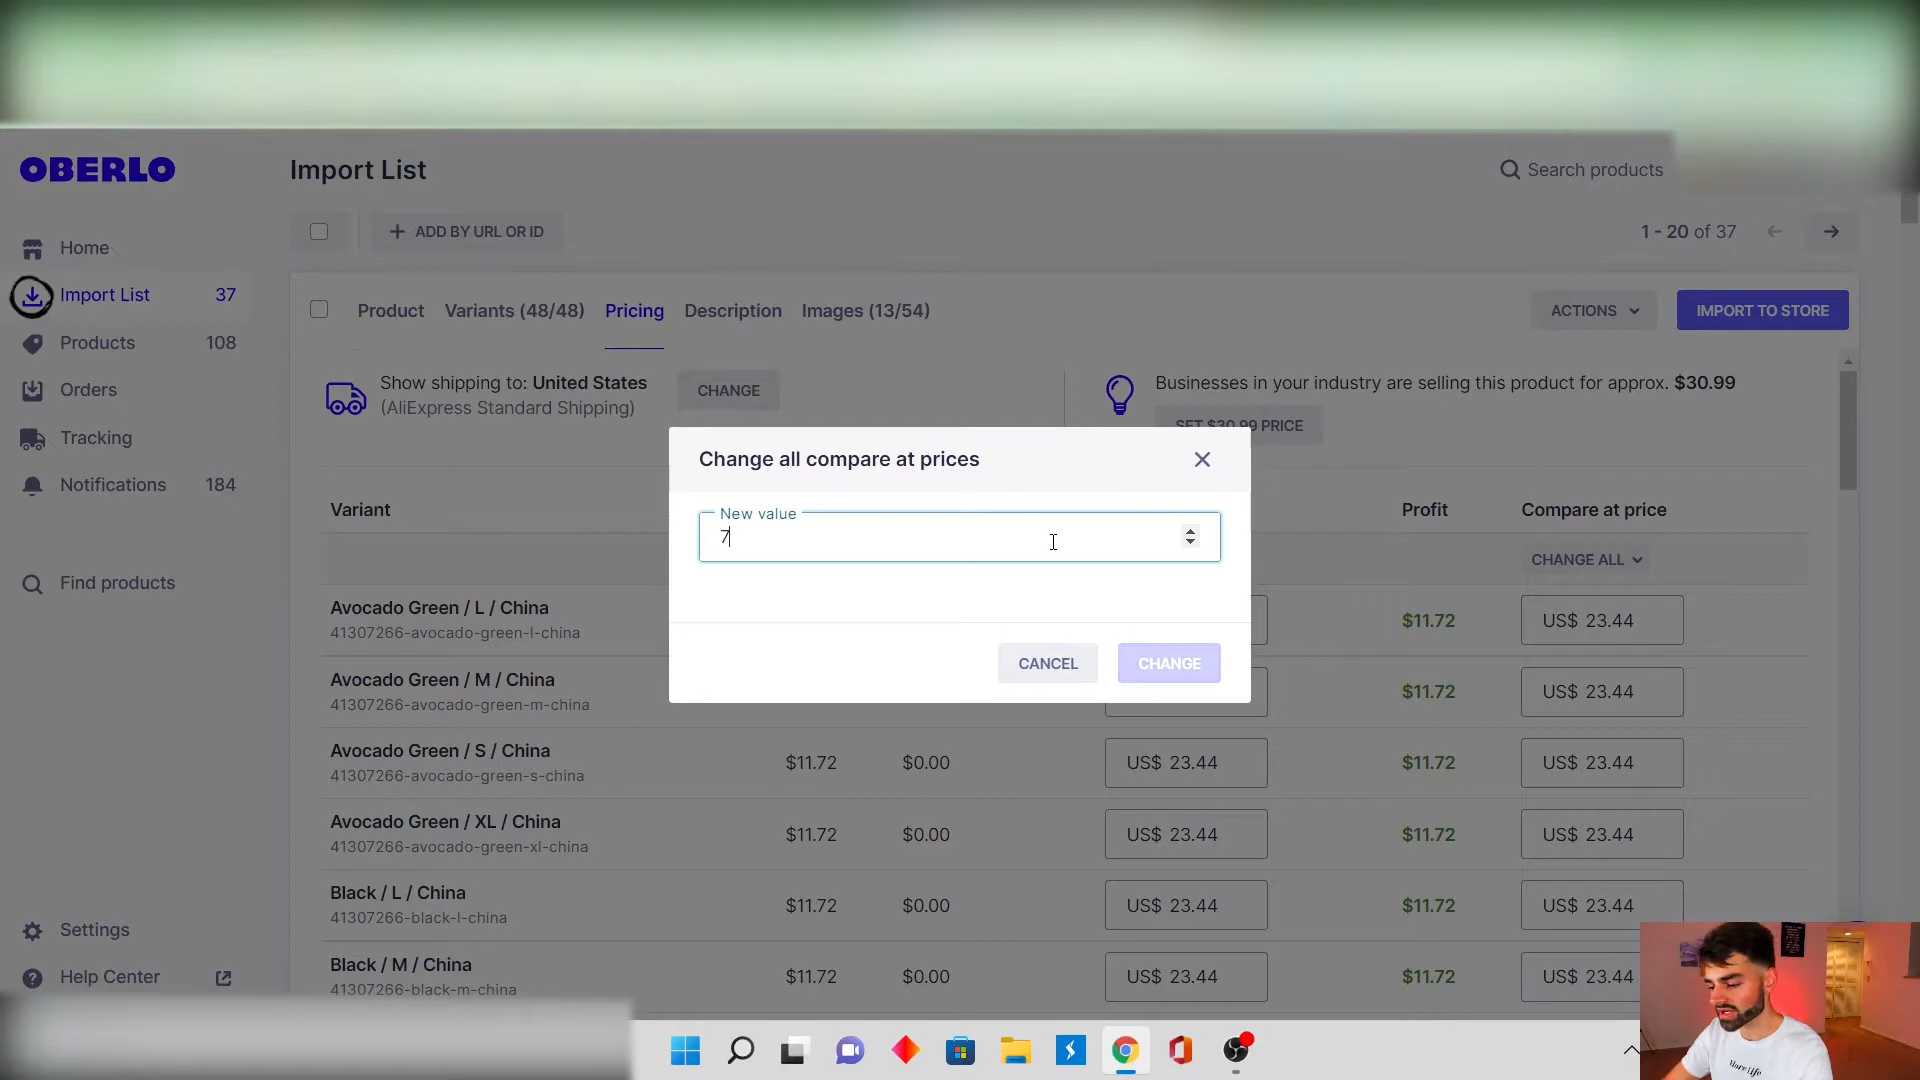 OBERLO
Import List
Search products
+ ADD BY URL OR ID
1 - 20 of 37
Home
Import List 37
Products 108
Orders
Tracking
Notifications 184
Find products
Settings
Help Center
Product Variants (48/48) Pricing Description Images (13/54)
ACTIONS
IMPORT TO STORE
Show shipping to: United States
(AliExpress Standard Shipping)
CHANGE
Businesses in your industry are selling this product for approx. $30.99
SET $30.99 PRICE
Change all compare at prices
New value
7
CANCEL
CHANGE
Variant
Profit
Compare at price
CHANGE ALL
Avocado Green / L / China
41307266-avocado-green-l-china
$11.72
US$ 23.44
Avocado Green / M / China
41307266-avocado-green-m-china
$11.72
US$ 23.44
Avocado Green / S / China
41307266-avocado-green-s-china
$11.72
$0.00
US$ 23.44
$11.72
US$ 23.44
Avocado Green / XL / China
41307266-avocado-green-xl-china
$11.72
$0.00
US$ 23.44
$11.72
US$ 23.44
Black / L / China
41307266-black-l-china
$11.72
$0.00
US$ 23.44
$11.72
US$ 23.44
Black / M / China
41307266-black-m-china
$11.72
$0.00
US$ 23.44
$11.72
US$ 23.44
More life